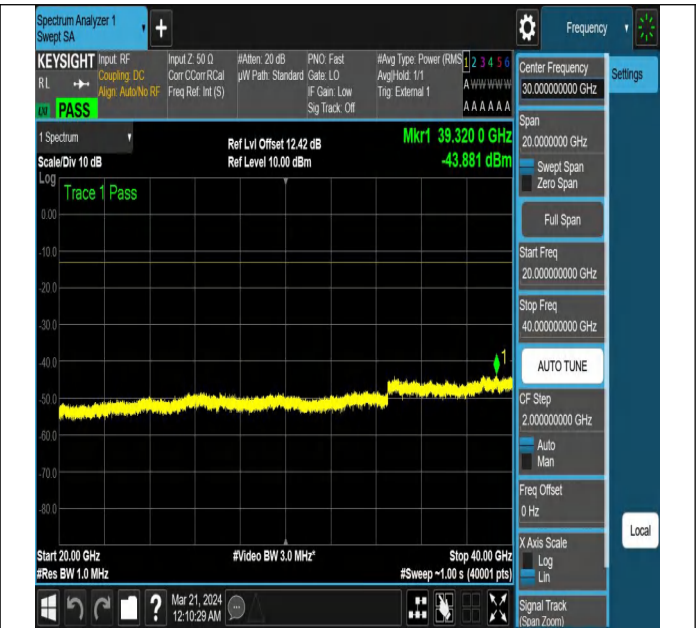 Spectrum Analyzer 1
Swept SA
+
Frequency
KEYSIGHT
RL
PASS
Input: RF
Coupling: DC
Align: Auto/No RF
Input Z: 50 Ω
Corr CCorr RCal
Freq Ref: Int (S)
#Atten: 20 dB
µW Path: Standard
PNO: Fast
Gate: LO
IF Gain: Low
Sig Track: Off
#Avg Type: Power (RMS
Avg|Hold: 1/1
Trig: External 1
1 2 3 4 5 6
A W W W W W
A A A A A A
1 Spectrum
Scale/Div 10 dB
Ref Lvl Offset 12.42 dB
Ref Level 10.00 dBm
Mkr1 39.320 0 GHz
-43.881 dBm
Log
Trace 1 Pass
0.00
-10.0
-20.0
-30.0
-40.0
-50.0
-60.0
-70.0
-80.0
1
Start 20.00 GHz
#Res BW 1.0 MHz
#Video BW 3.0 MHz*
Stop 40.00 GHz
#Sweep ~1.00 s (40001 pts)
?
Mar 21, 2024
12:10:29 AM
Center Frequency
30.000000000 GHz
Settings
Span
20.0000000 GHz
Swept Span
Zero Span
Full Span
Start Freq
20.000000000 GHz
Stop Freq
40.000000000 GHz
AUTO TUNE
CF Step
2.000000000 GHz
Auto
Man
Freq Offset
0 Hz
Local
X Axis Scale
Log
Lin
Signal Track
(Span Zoom)